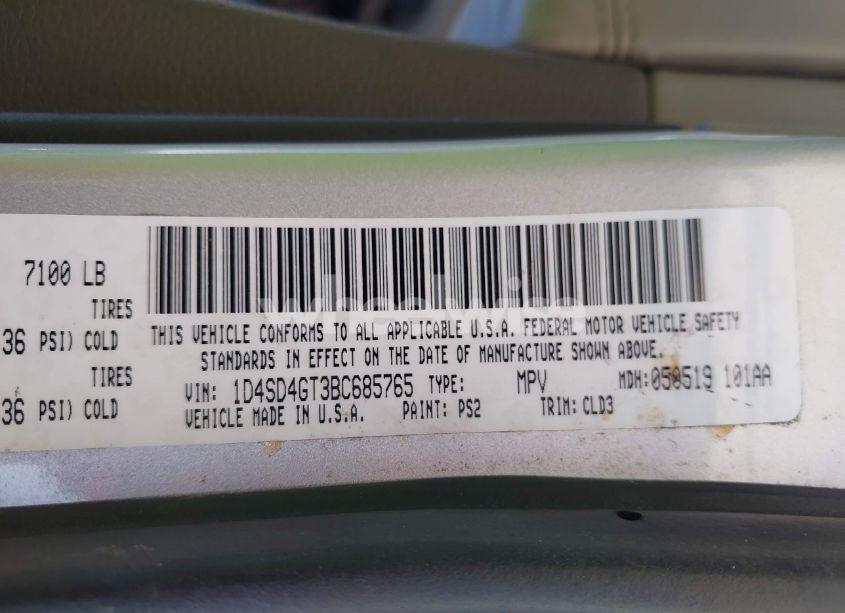 7100 LB
TIRES
36 PSI) COLD
TIRES
36 PSI) COLD
wheelwise
THIS VEHICLE CONFORMS TO ALL APPLICABLE U.S.A. FEDERAL MOTOR VEHICLE SAFETY
STANDARDS IN EFFECT ON THE DATE OF MANUFACTURE SHOWN ABOVE.
VIN: 1D4SD4GT3BC685765 TYPE: MPV MDH:050519 101AA
VEHICLE MADE IN U.S.A. PAINT: PS2 TRIM: CLD3